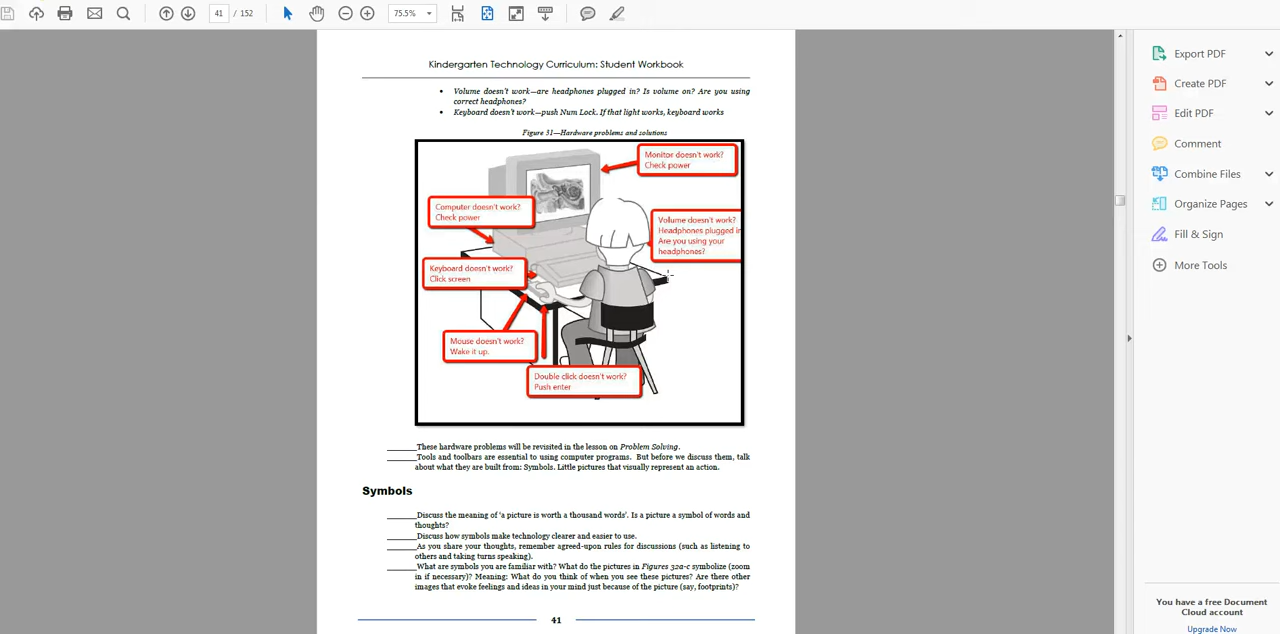 41 / 152
75.5%
Kindergarten Technology Curriculum: Student Workbook
• Volume doesn't work—are headphones plugged in? Is volume on? Are you using
correct headphones?
• Keyboard doesn't work—push Num Lock. If that light works, keyboard works
Figure 31—Hardware problems and solutions
Monitor doesn't work?
Check power
Computer doesn't work?
Check power
Volume doesn't work?
Headphones plugged in
Are you using your
headphones?
Keyboard doesn't work?
Click screen
Mouse doesn't work?
Wake it up.
Double click doesn't work?
Push enter
______These hardware problems will be revisited in the lesson on Problem Solving.
______Tools and toolbars are essential to using computer programs. But before we discuss them, talk
about what they are built from: Symbols. Little pictures that visually represent an action.
Symbols
______Discuss the meaning of 'a picture is worth a thousand words'. Is a picture a symbol of words and
thoughts?
______Discuss how symbols make technology clearer and easier to use.
______As you share your thoughts, remember agreed-upon rules for discussions (such as listening to
others and taking turns speaking).
______What are symbols you are familiar with? What do the pictures in Figures 32a-c symbolize (zoom
in if necessary)? Meaning: What do you think of when you see these pictures? Are there other
images that evoke feelings and ideas in your mind just because of the picture (say, footprints)?
41
Export PDF
Create PDF
Edit PDF
Comment
Combine Files
Organize Pages
Fill & Sign
More Tools
You have a free Document
Cloud account
Upgrade Now